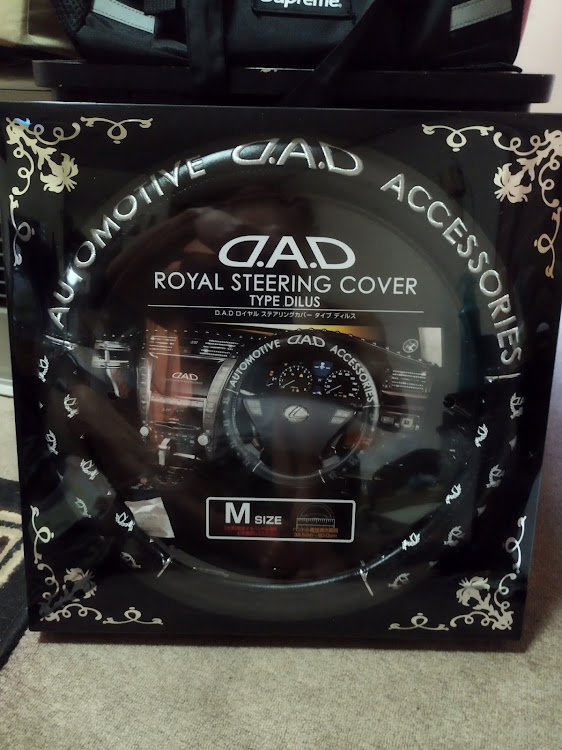 Supreme
D.A.D
AUTOMOTIVE
ACCESSORIES
D.A.D
ROYAL STEERING COVER
TYPE DILUS
D.A.D ロイヤル ステアリングカバー タイプ ディルス
AUTOMOTIVE D.A.D ACCESSORIES
D.A.D
M SIZE